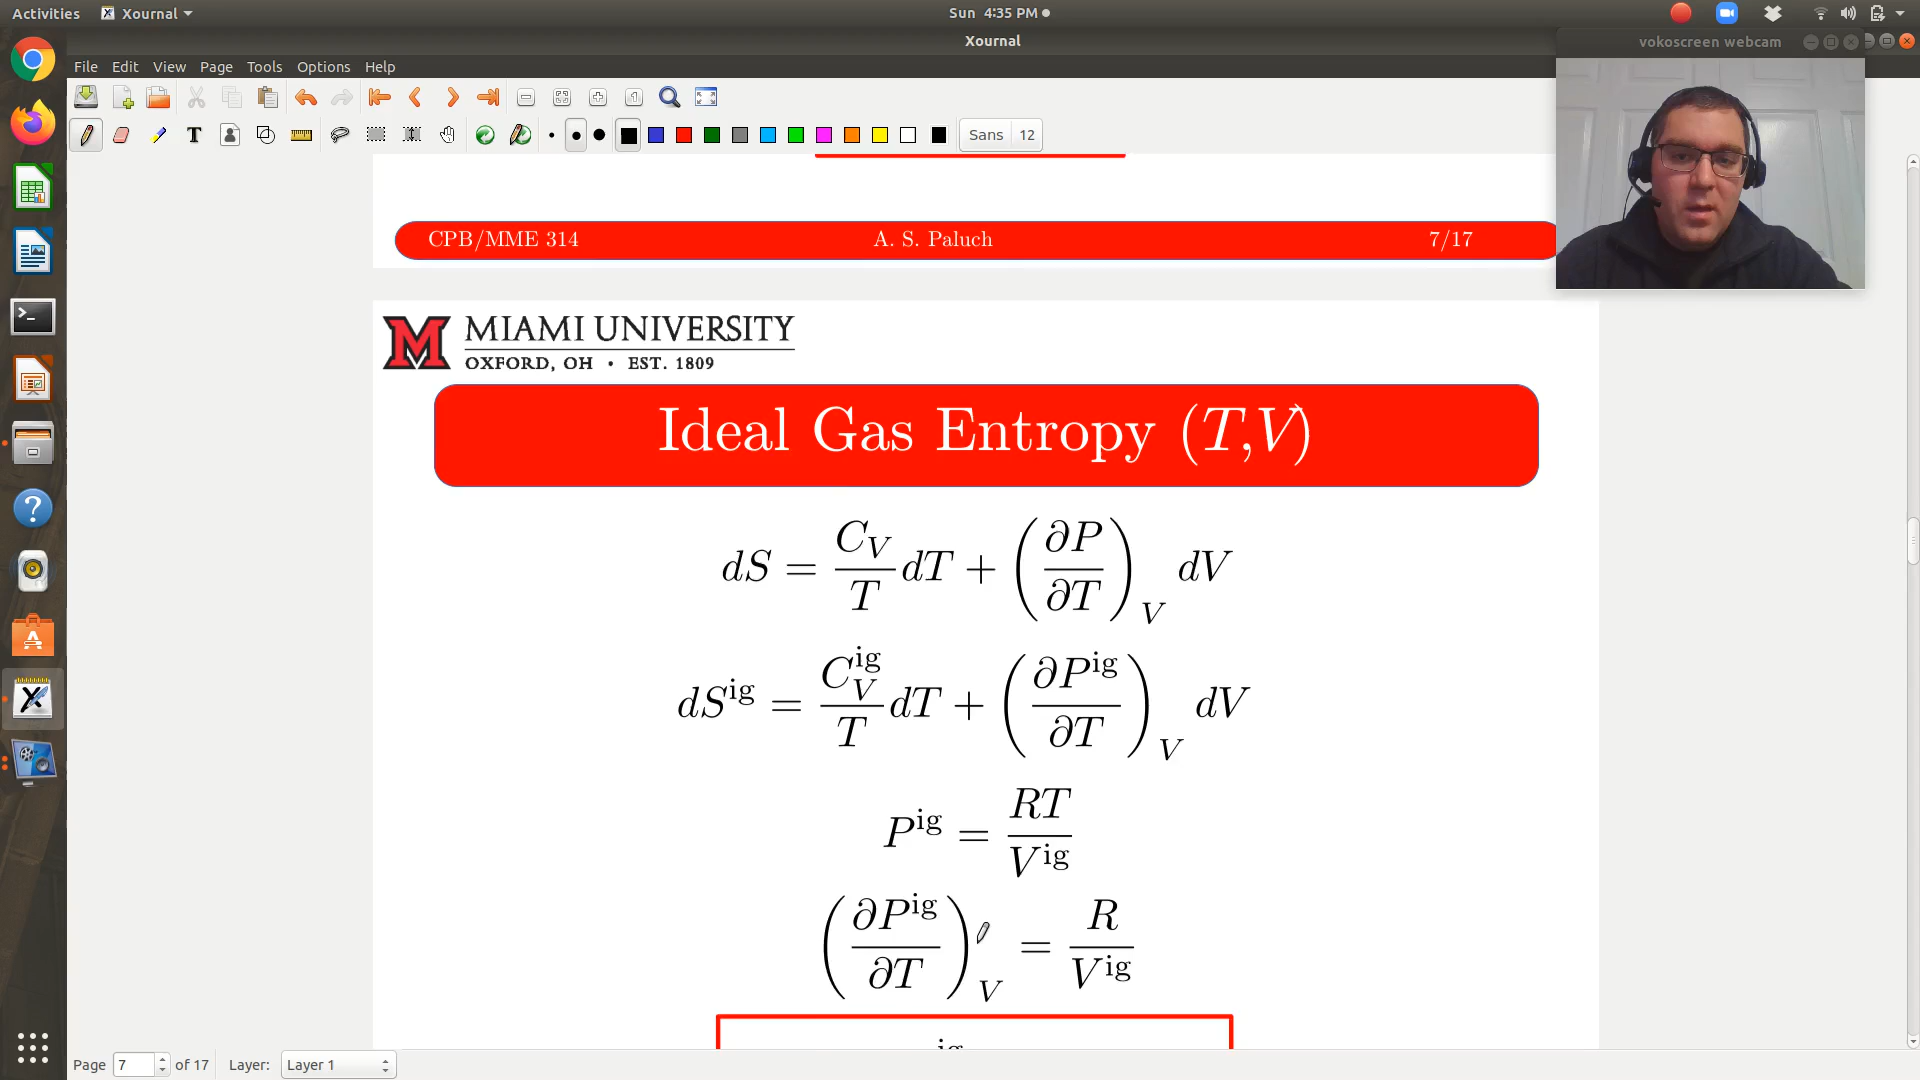 Activities Xournal Sun 4:35 PM
Xournal
vokoscreen webcam
File Edit View Page Tools Options Help
Sans 12
CPB/MME 314 A. S. Paluch 7/17
MIAMI UNIVERSITY
OXFORD, OH • EST. 1809
Ideal Gas Entropy (T,V)
dS = C_V/T dT + (∂P/∂T)_V dV
dS^ig = C_V^ig/T dT + (∂P^ig/∂T)_V dV
P^ig = RT/V^ig
(∂P^ig/∂T)_V = R/V^ig
Page 7 of 17 Layer: Layer 1